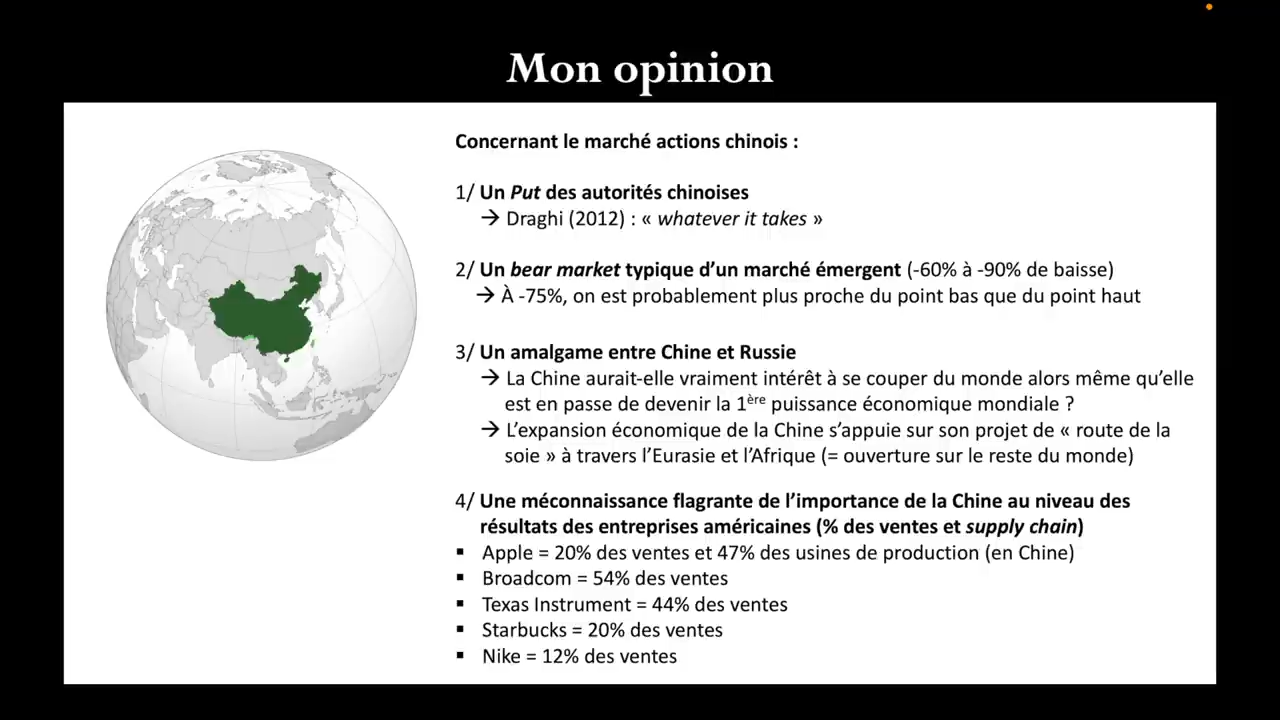 Mon opinion
Concernant le marché actions chinois :
1/ Un Put des autorités chinoises
→ Draghi (2012) : « whatever it takes »
2/ Un bear market typique d’un marché émergent (-60% à -90% de baisse)
→ À -75%, on est probablement plus proche du point bas que du point haut
3/ Un amalgame entre Chine et Russie
→ La Chine aurait-elle vraiment intérêt à se couper du monde alors même qu’elle
est en passe de devenir la 1ère puissance économique mondiale ?
→ L’expansion économique de la Chine s’appuie sur son projet de « route de la
soie » à travers l’Eurasie et l’Afrique (= ouverture sur le reste du monde)
4/ Une méconnaissance flagrante de l’importance de la Chine au niveau des
résultats des entreprises américaines (% des ventes et supply chain)
▪ Apple = 20% des ventes et 47% des usines de production (en Chine)
▪ Broadcom = 54% des ventes
▪ Texas Instrument = 44% des ventes
▪ Starbucks = 20% des ventes
▪ Nike = 12% des ventes